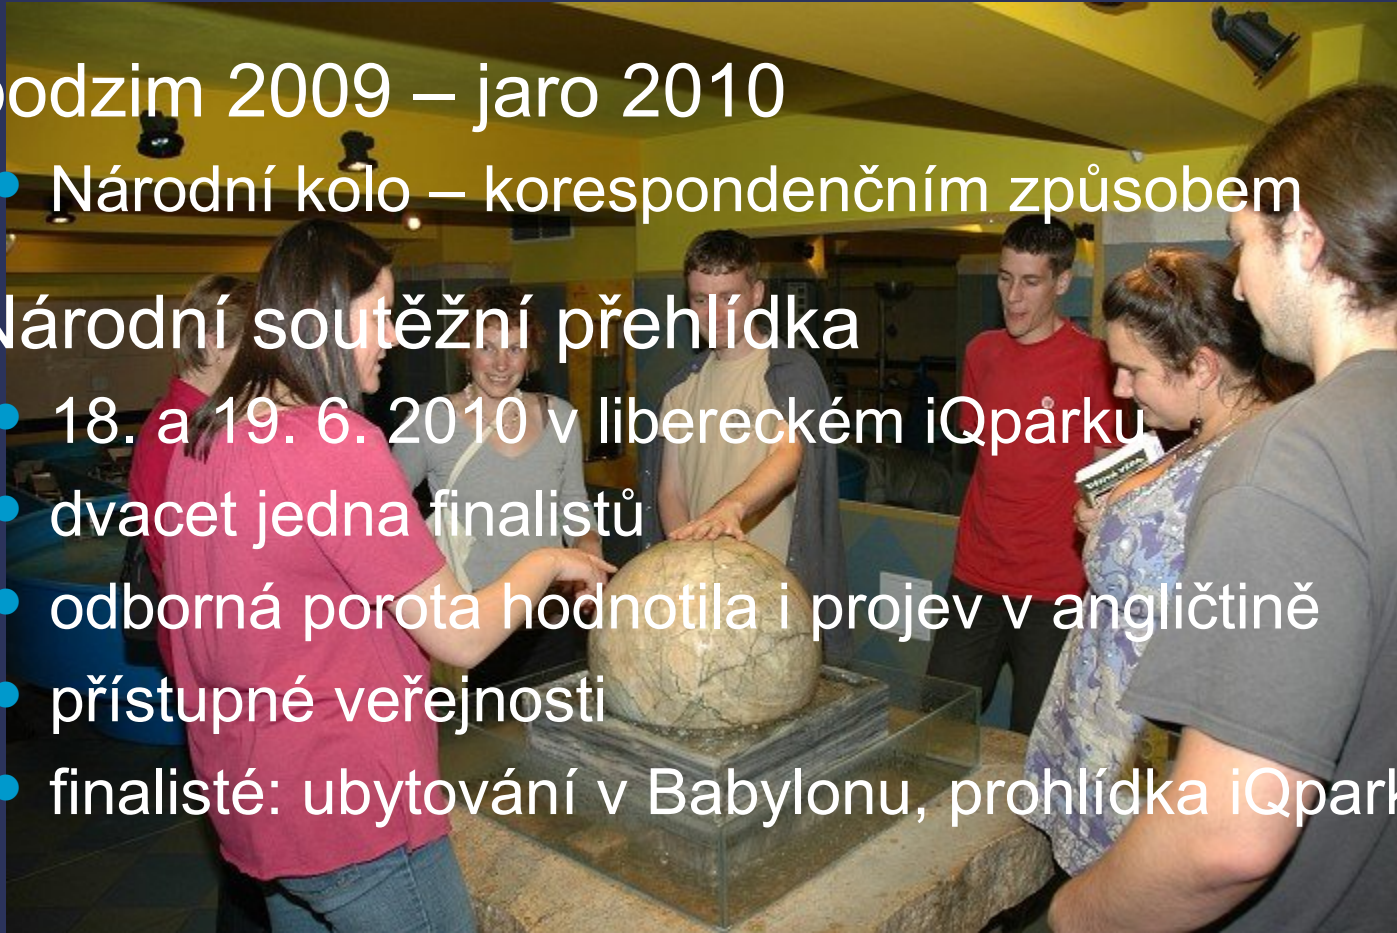 podzim 2009 – jaro 2010
Národní kolo – korespondenčním způsobem
Národní soutěžní přehlídka
18. a 19. 6. 2010 v libereckém iQparku
dvacet jedna finalistů
odborná porota hodnotila i projev v angličtině
přístupné veřejnosti
finalisté: ubytování v Babylonu, prohlídka iQpark